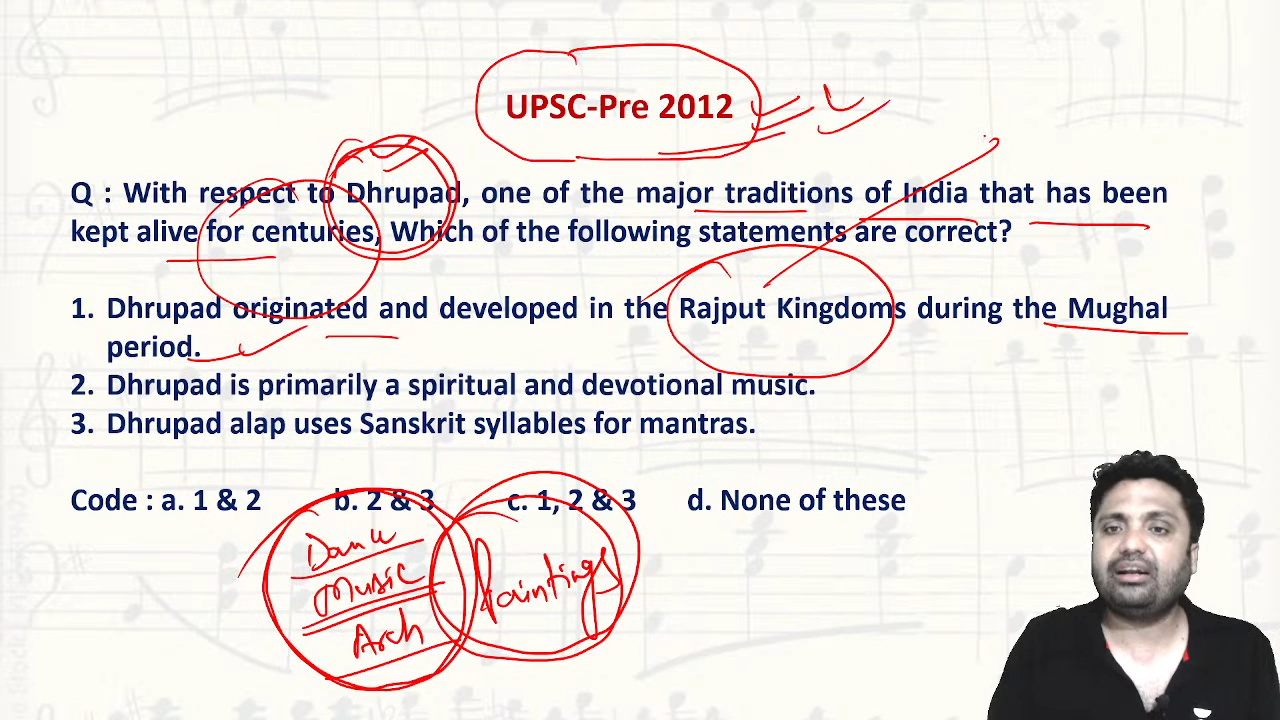 UPSC-Pre 2012
Q : With respect to Dhrupad, one of the major traditions of India that has been
kept alive for centuries, Which of the following statements are correct?
1. Dhrupad originated and developed in the Rajput Kingdoms during the Mughal
period.
2. Dhrupad is primarily a spiritual and devotional music.
3. Dhrupad alap uses Sanskrit syllables for mantras.
Code : a. 1 & 2 b. 2 & 3 c. 1, 2 & 3 d. None of these
Music
Arch
Paintings